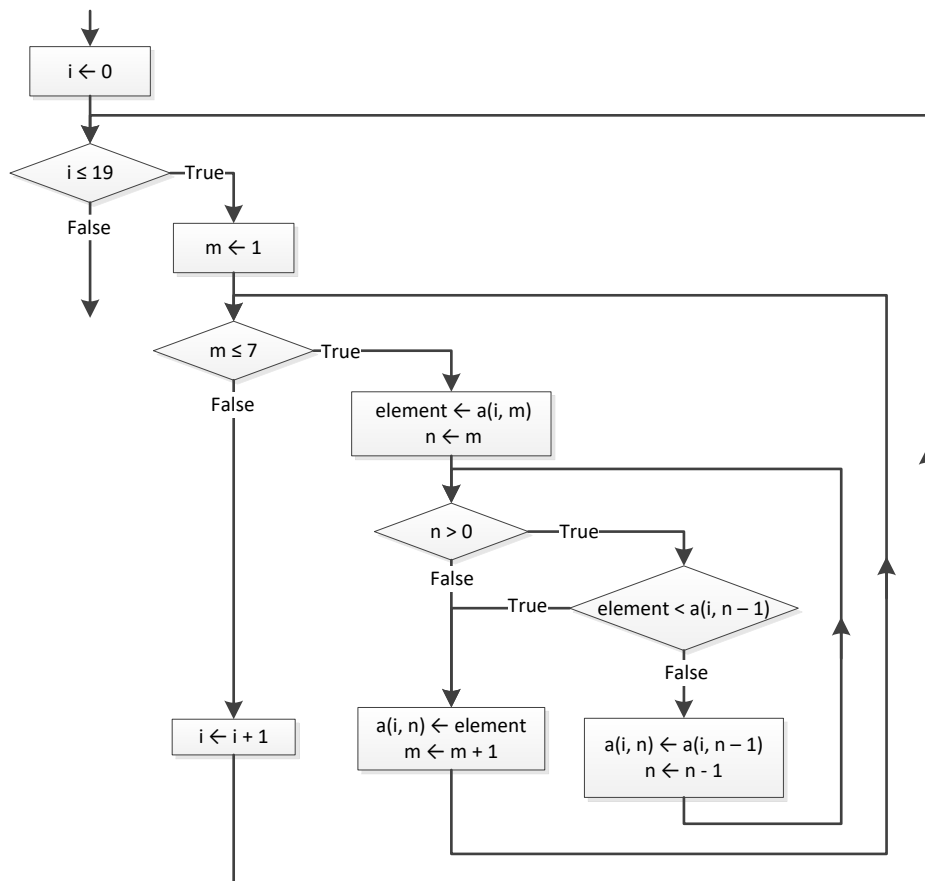 i ← 0
i ≤ 19
True
False
m ← 1
m ≤ 7
True
False
element ← a(i, m)
n ← m
n > 0
True
False
element < a(i, n – 1)
True
False
a(i, n) ← element
m ← m + 1
a(i, n) ← a(i, n – 1)
n ← n - 1
i ← i + 1